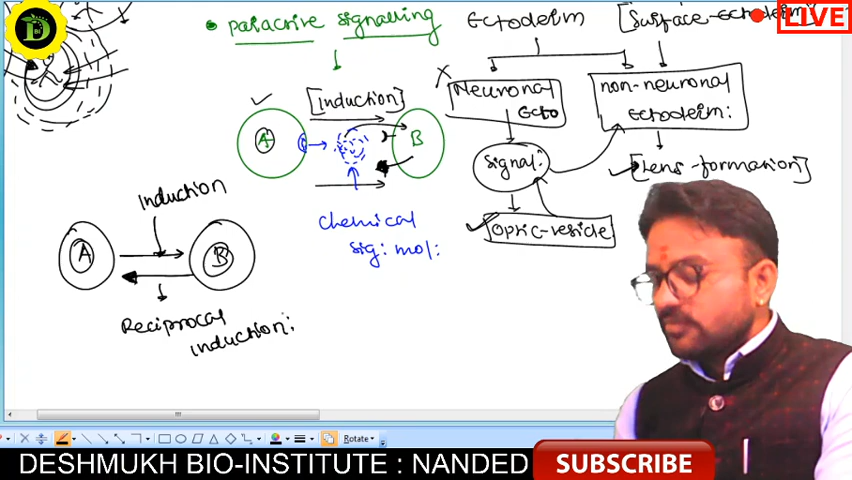 D
• paracrine signalling
Ectoderm
[Surface-Ectoderm:]
LIVE
[Induction]
A
B
chemical
sig: mol:
Neuronal
Ecto
non-neuronal
Ectoderm:
signal:
[Lens-formation]
optic-vesicle
Induction
A
B
Reciprocal
induction:
Rotate
DESHMUKH BIO-INSTITUTE : NANDED
SUBSCRIBE